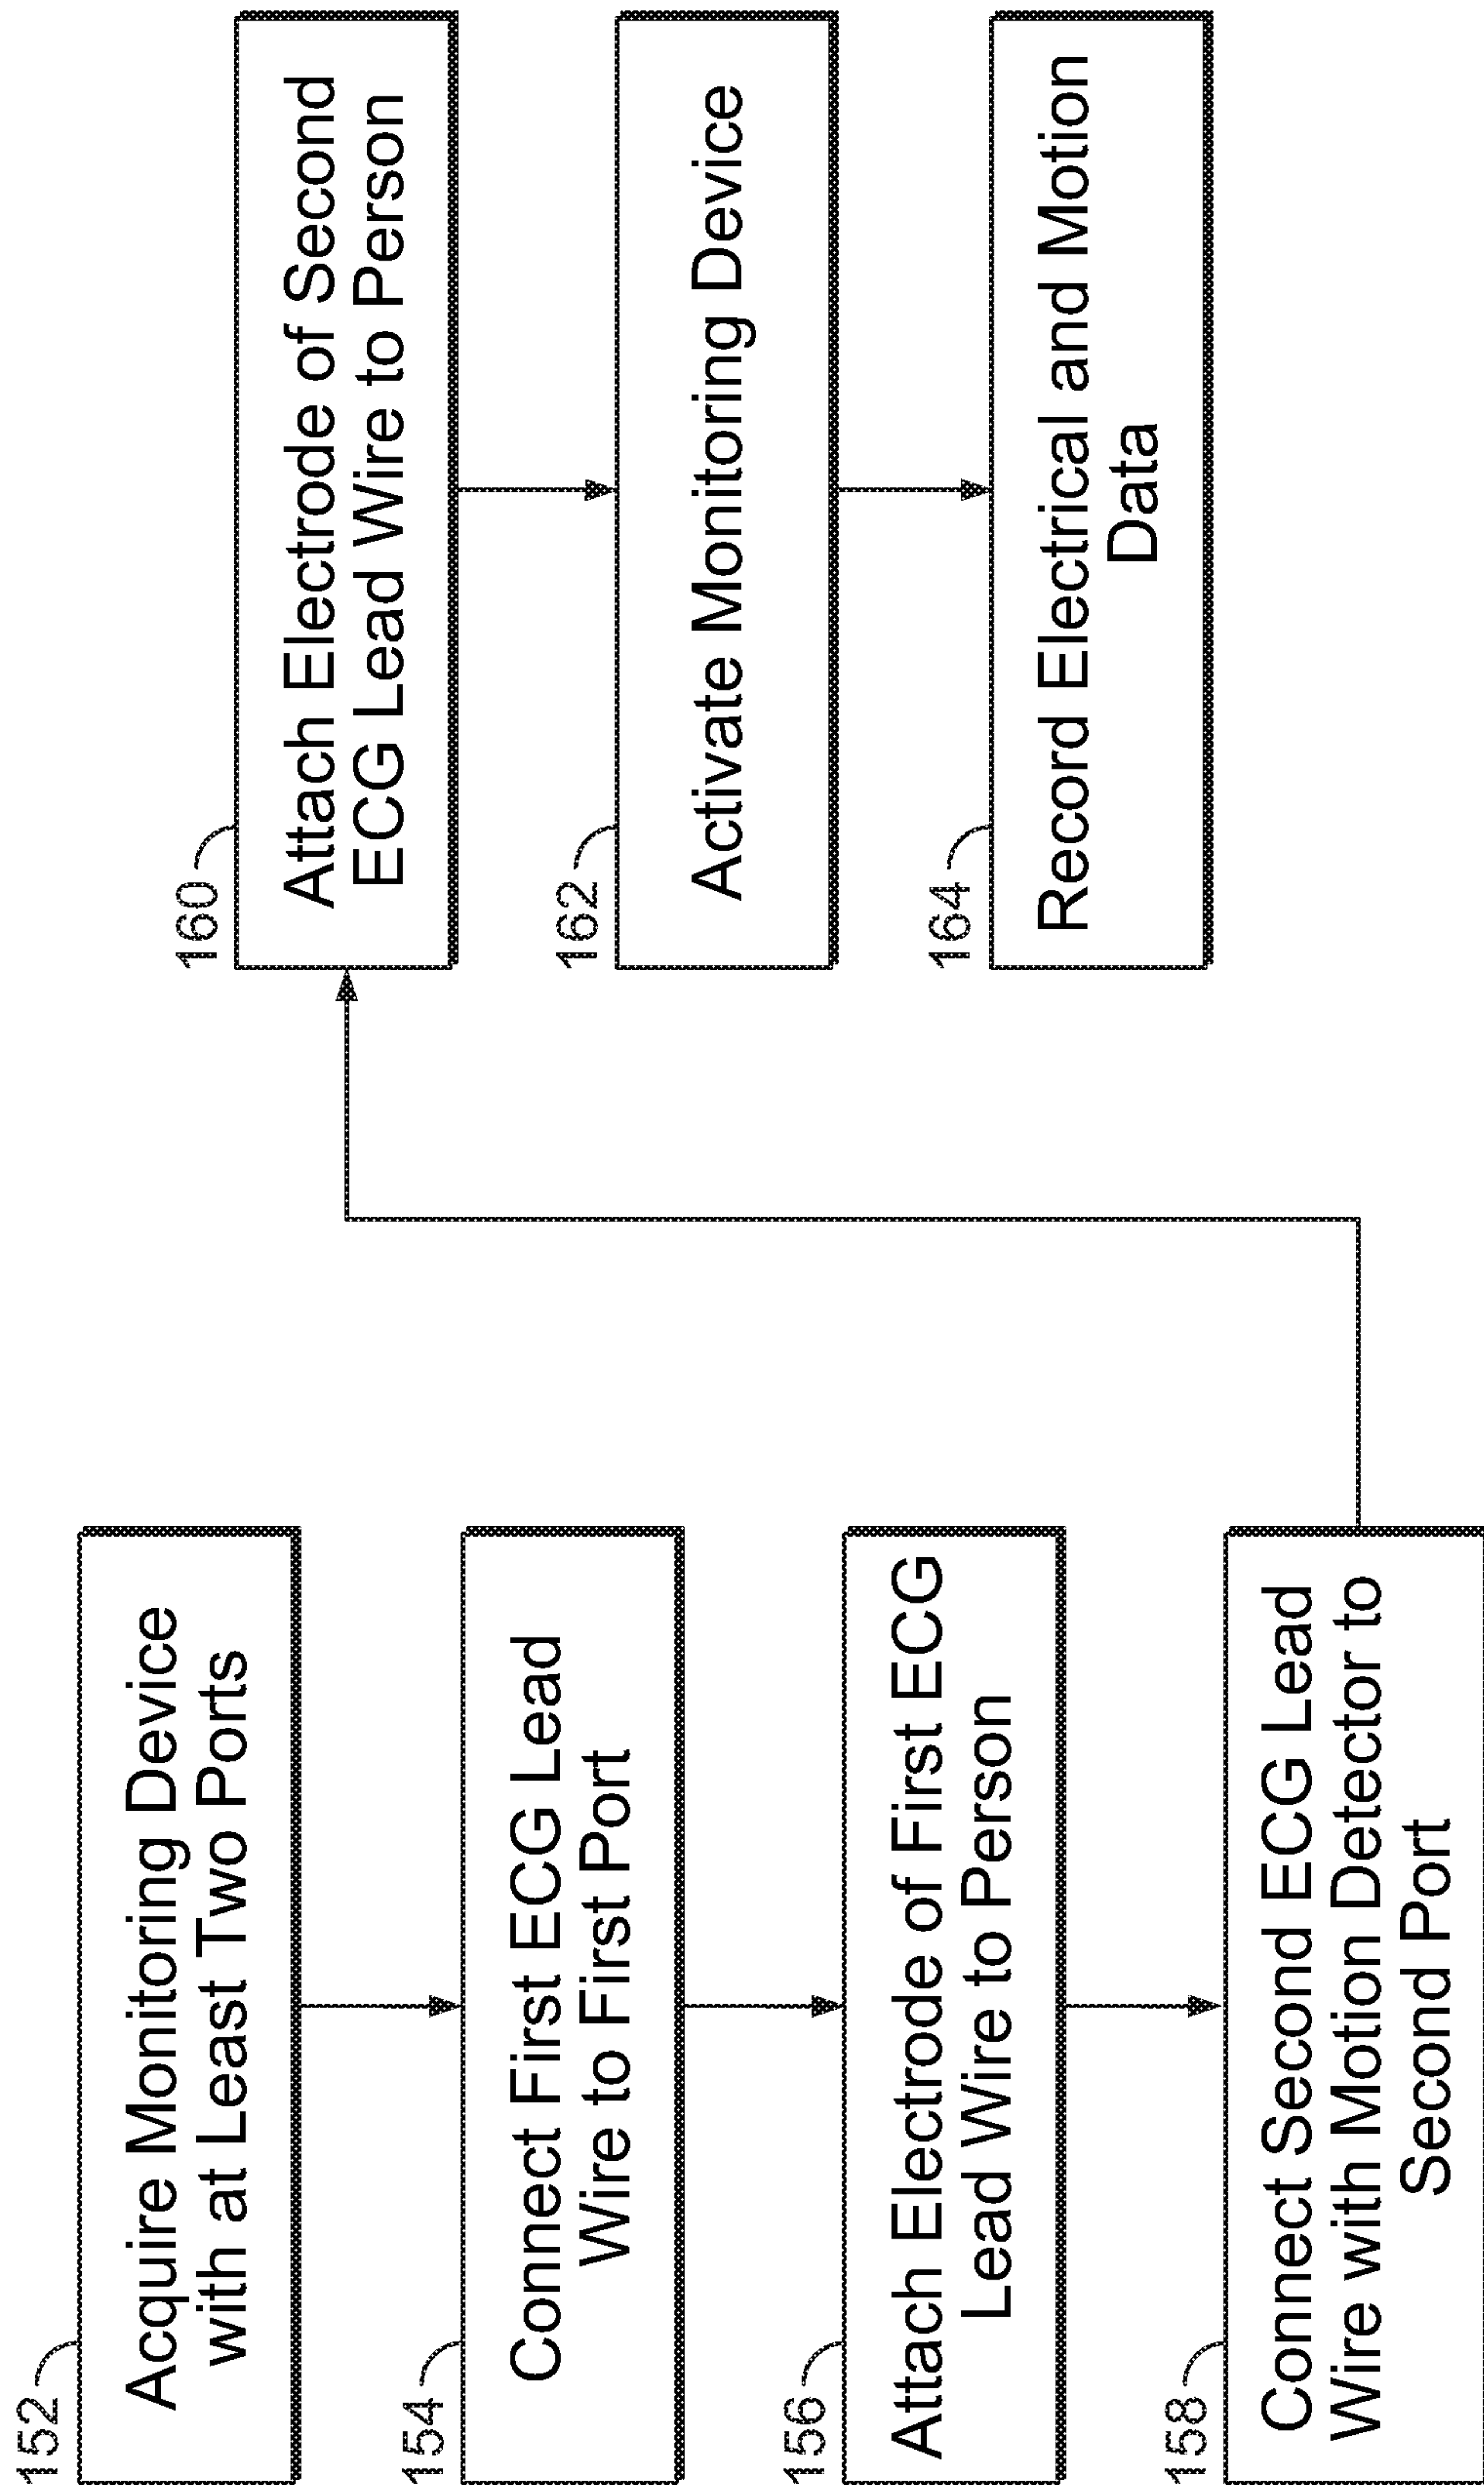 152
Acquire Monitoring Device
with at Least Two Ports
154
Connect First ECG Lead
Wire to First Port
156
Attach Electrode of First ECG
Lead Wire to Person
158
Connect Second ECG Lead
Wire with Motion Detector to
Second Port
160
Attach Electrode of Second
ECG Lead Wire to Person
162
Activate Monitoring Device
164
Record Electrical and Motion
Data